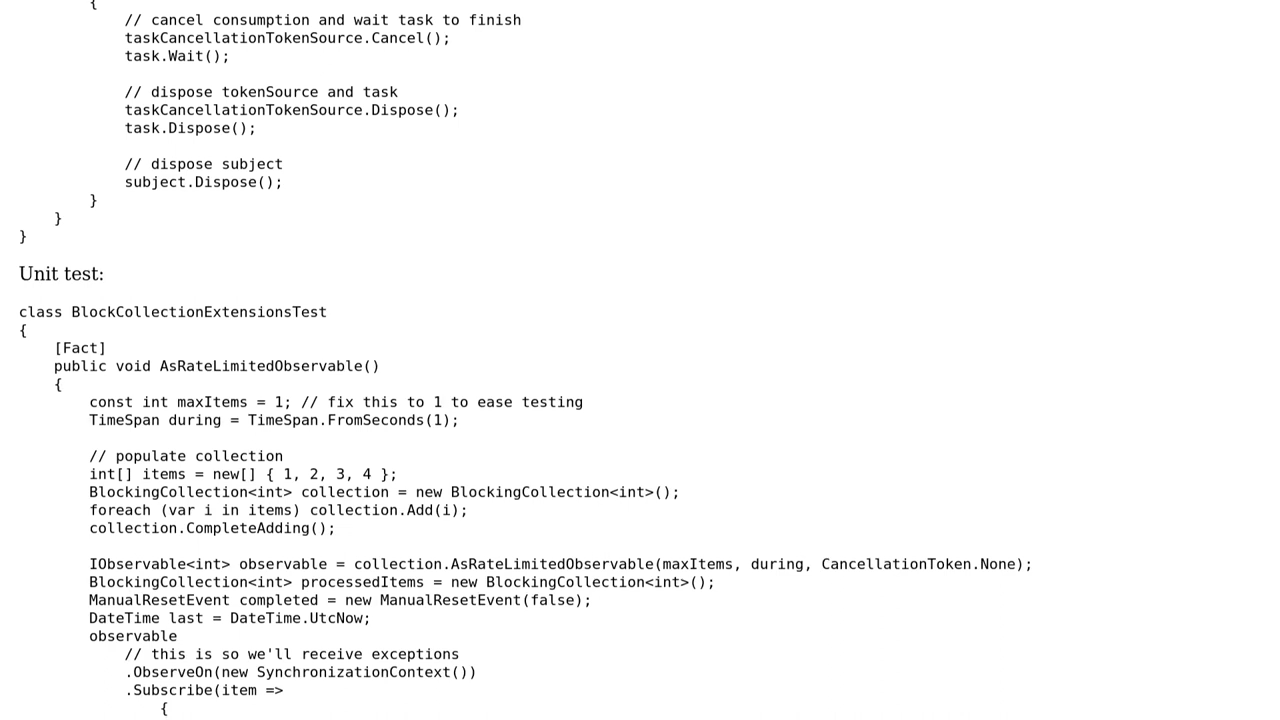 {
// cancel consumption and wait task to finish
taskCancellationTokenSource.Cancel();
task.Wait();
// dispose tokenSource and task
taskCancellationTokenSource.Dispose();
task.Dispose();
// dispose subject
subject.Dispose();
}
}
}
Unit test:
class BlockCollectionExtensionsTest
{
[Fact]
public void AsRateLimitedObservable()
{
const int maxItems = 1; // fix this to 1 to ease testing
TimeSpan during = TimeSpan.FromSeconds(1);
// populate collection
int[] items = new[] { 1, 2, 3, 4 };
BlockingCollection<int> collection = new BlockingCollection<int>();
foreach (var i in items) collection.Add(i);
collection.CompleteAdding();
IObservable<int> observable = collection.AsRateLimitedObservable(maxItems, during, CancellationToken.None);
BlockingCollection<int> processedItems = new BlockingCollection<int>();
ManualResetEvent completed = new ManualResetEvent(false);
DateTime last = DateTime.UtcNow;
observable
// this is so we'll receive exceptions
.ObserveOn(new SynchronizationContext())
.Subscribe(item =>
{